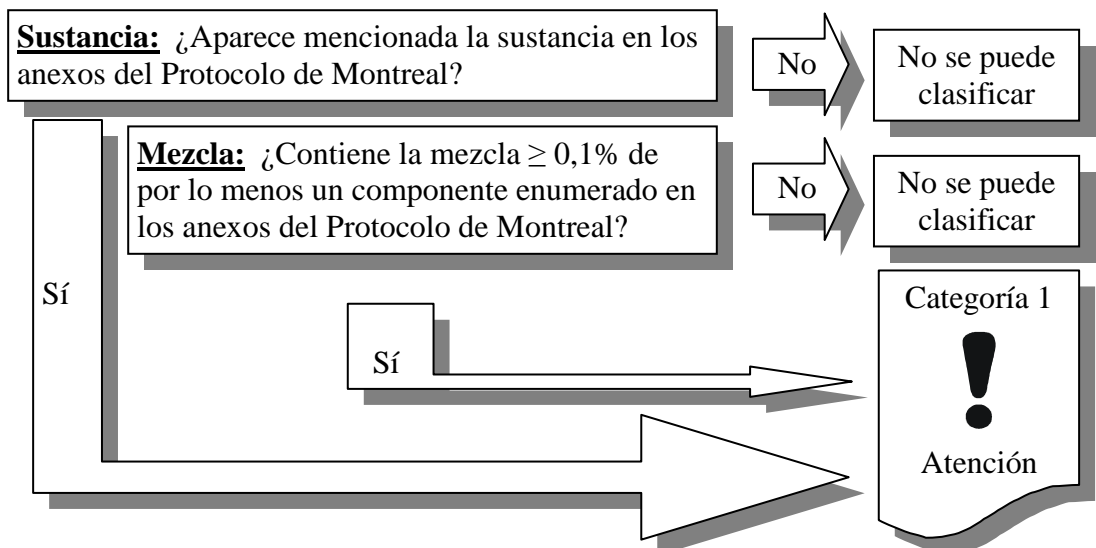 Sustancia: ¿Aparece mencionada la sustancia en los
anexos del Protocolo de Montreal?
No
No se puede
clasificar
Mezcla: ¿Contiene la mezcla ≥ 0,1% de
por lo menos un componente enumerado en
los anexos del Protocolo de Montreal?
No
No se puede
clasificar
Sí
Sí
Categoría 1
!
Atención